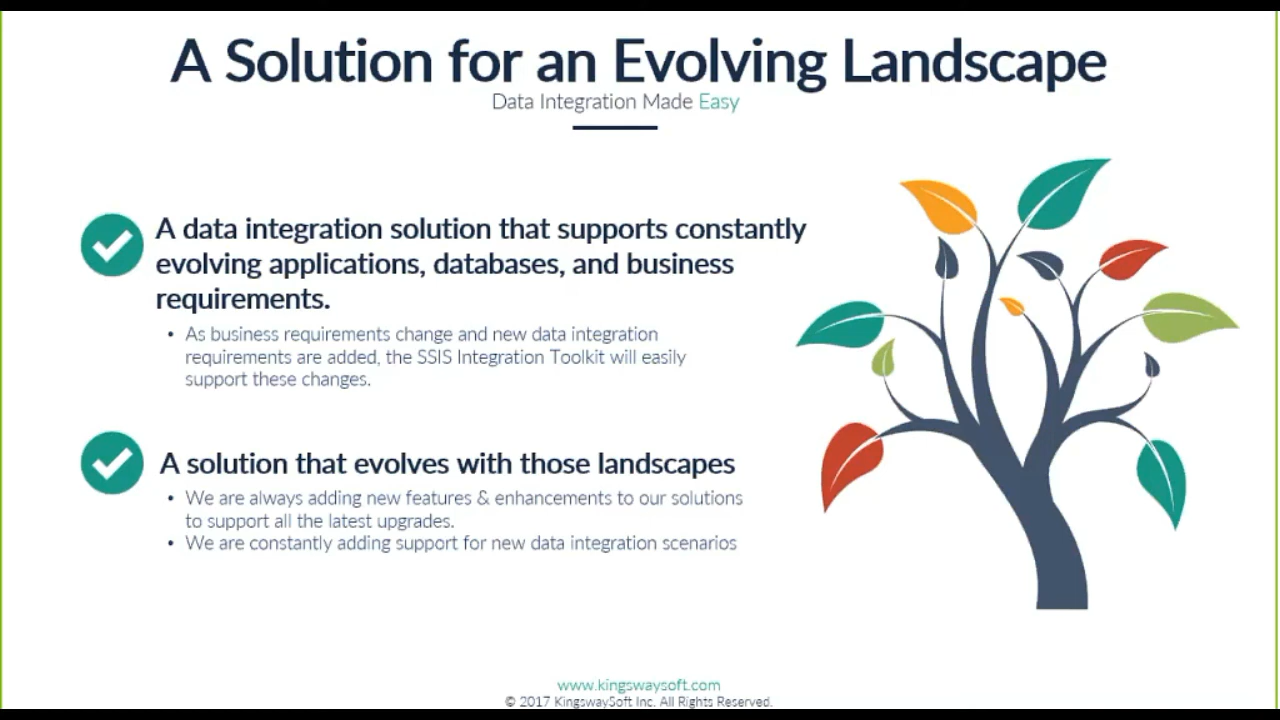 A Solution for an Evolving Landscape
Data Integration Made Easy
A data integration solution that supports constantly
evolving applications, databases, and business
requirements.
• As business requirements change and new data integration
requirements are added, the SSIS Integration Toolkit will easily
support these changes.
A solution that evolves with those landscapes
• We are always adding new features & enhancements to our solutions
to support all the latest upgrades.
• We are constantly adding support for new data integration scenarios
www.kingswaysoft.com
© 2017 KingswaySoft Inc. All Rights Reserved.